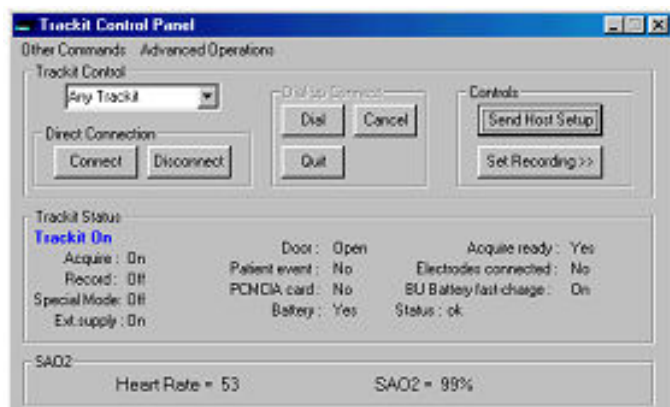 Trackit Control Panel
Other Commands Advanced Operations
Trackit Control
Any Trackit
Direct Connection
Connect Disconnect
Dial up Connect
Dial Cancel
Quit
Controls
Send Host Setup
Set Recording >>
Trackit Status
Trackit On
Acquire : On
Record : Off
Special Mode: Off
Ext.supply : On
Door : Open
Patient event : No
PCMCIA card : No
Battery : Yes
Acquire ready : Yes
Electrodes connected : No
BU Battery fast charge : On
Status : ok
SAO2
Heart Rate = 53 SAO2 = 99%